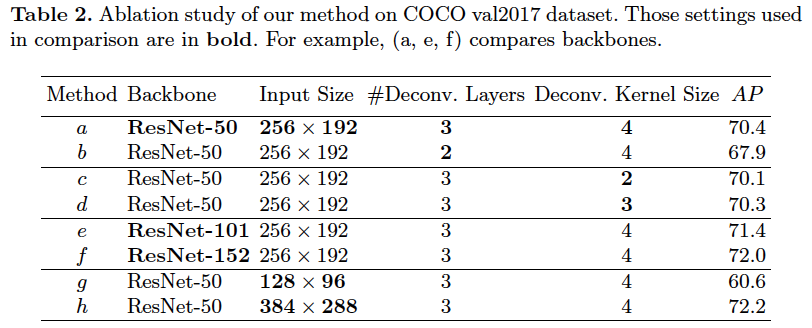 Table 2. Ablation study of our method on COCO val2017 dataset. Those settings used
in comparison are in bold. For example, (a, e, f) compares backbones.
Method Backbone Input Size #Deconv. Layers Deconv. Kernel Size AP
a ResNet-50 256 × 192 3 4 70.4
b ResNet-50 256 × 192 2 4 67.9
c ResNet-50 256 × 192 3 2 70.1
d ResNet-50 256 × 192 3 3 70.3
e ResNet-101 256 × 192 3 4 71.4
f ResNet-152 256 × 192 3 4 72.0
g ResNet-50 128 × 96 3 4 60.6
h ResNet-50 384 × 288 3 4 72.2